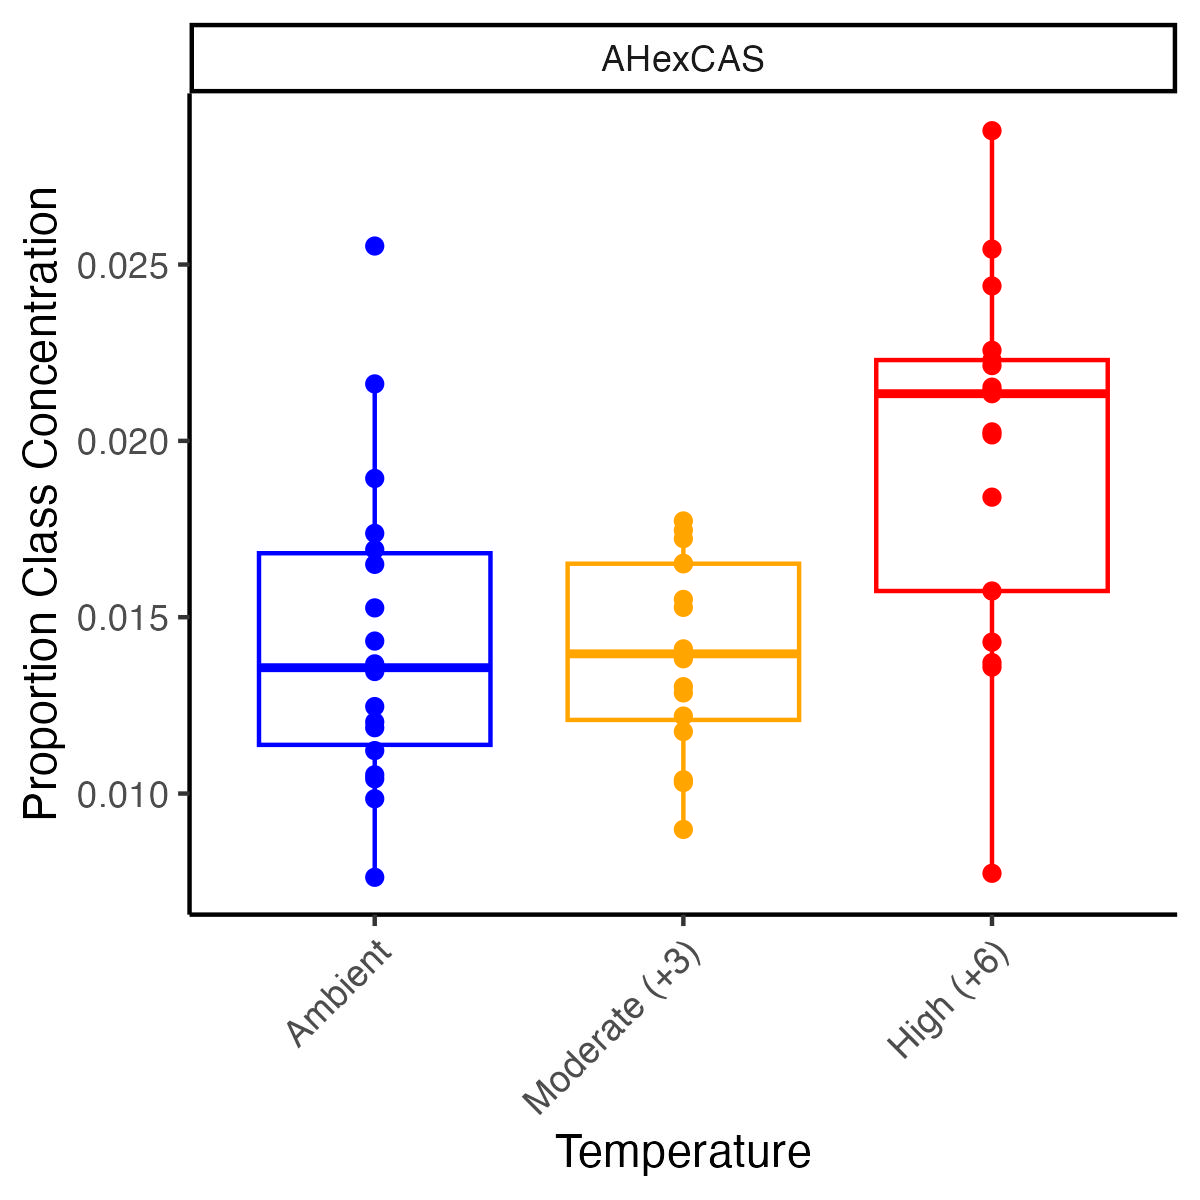 AHexCAS
Proportion Class Concentration
0.025
0.020
0.015
0.010
Ambient
Moderate (+3)
High (+6)
Temperature